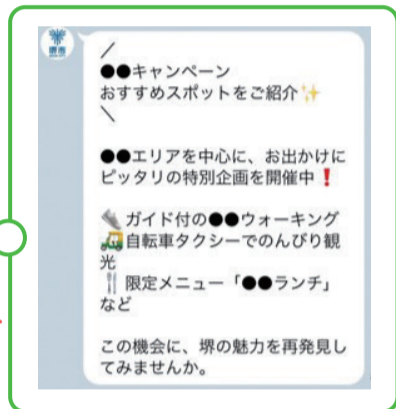 堺市
/
●●キャンペーン
おすすめスポットをご紹介✨
\
●●エリアを中心に、お出かけに
ピッタリの特別企画を開催中❗
👟ガイド付の●●ウォーキング
🛺自転車タクシーでのんびり観
光
🍴限定メニュー「●●ランチ」
など
この機会に、堺の魅力を再発見し
てみませんか。